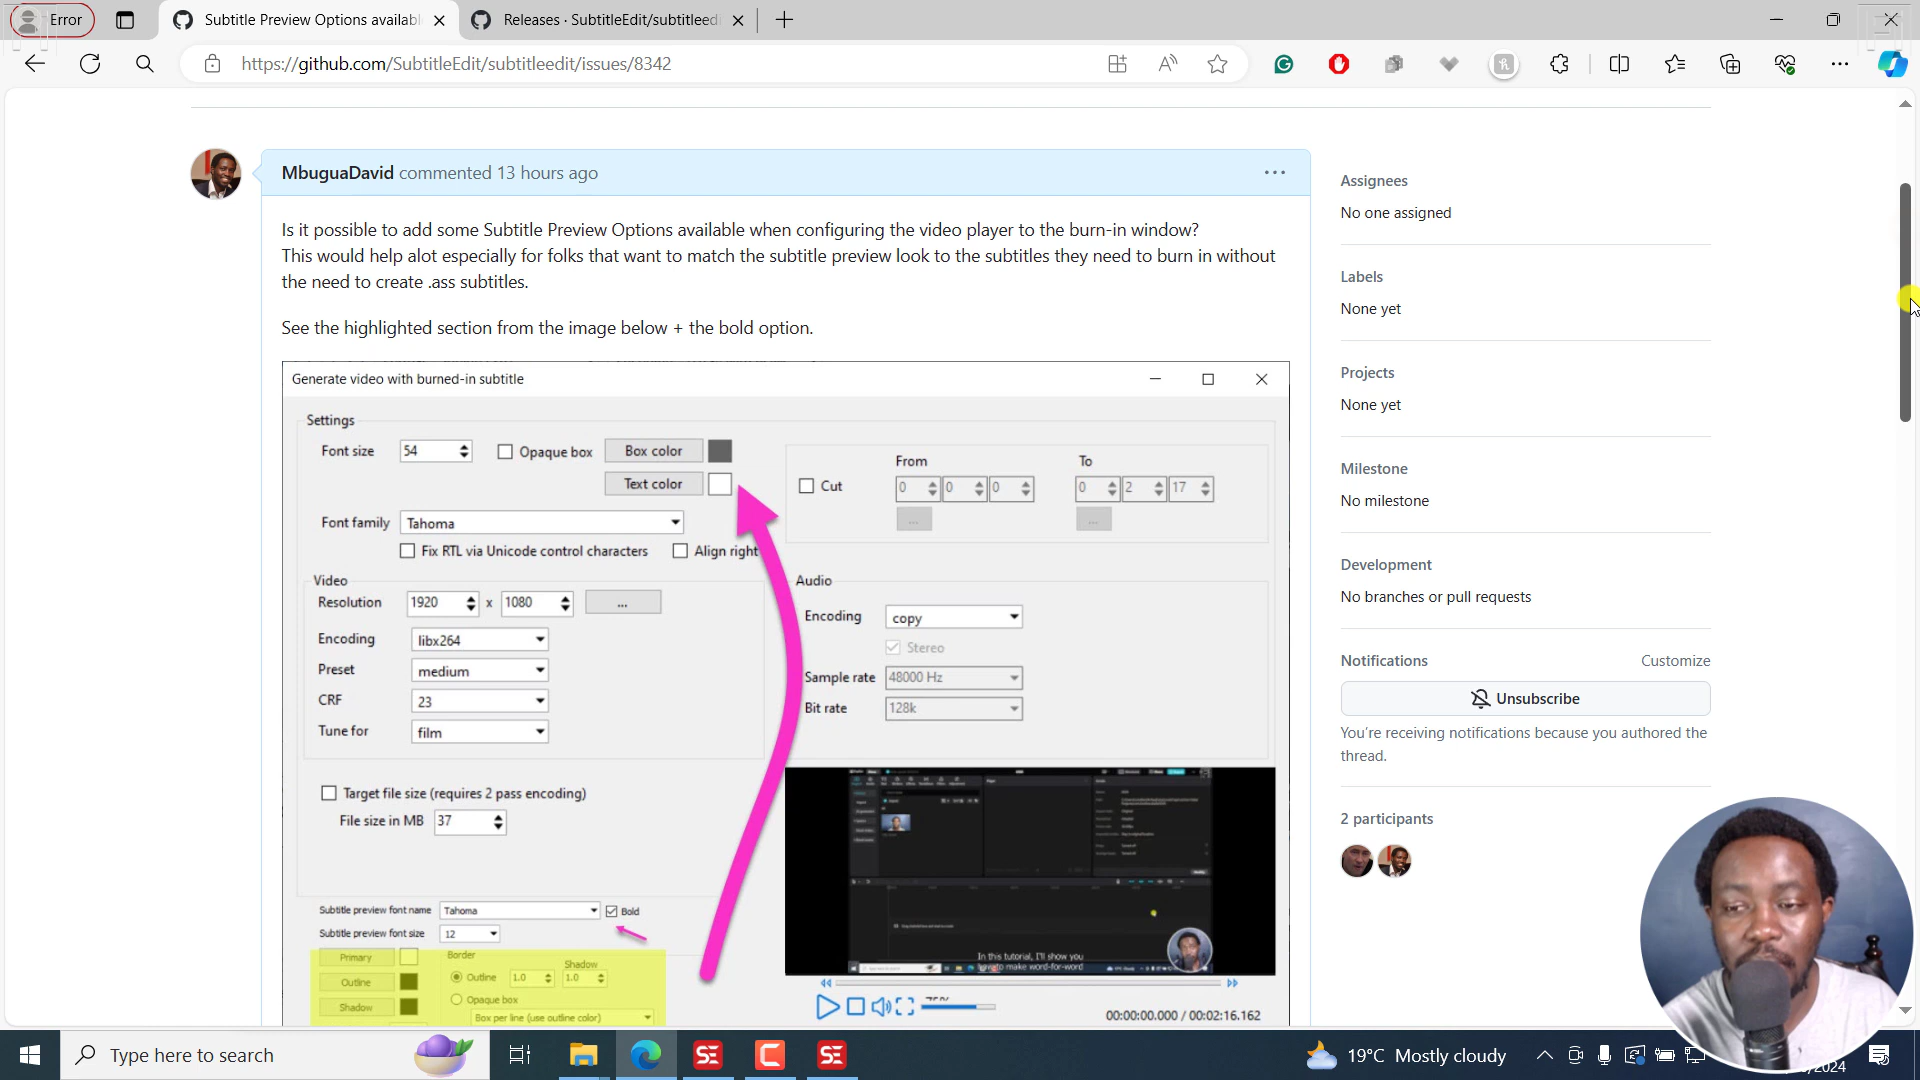 Error
Subtitle Preview Options availabl
Releases · SubtitleEdit/subtitleedi
https://github.com/SubtitleEdit/subtitleedit/issues/8342
MbuguaDavid commented 13 hours ago
Is it possible to add some Subtitle Preview Options available when configuring the video player to the burn-in window?
This would help alot especially for folks that want to match the subtitle preview look to the subtitles they need to burn in without
the need to create .ass subtitles.
See the highlighted section from the image below + the bold option.
Generate video with burned-in subtitle
Settings
Font size 54 Opaque box Box color
Text color
Font family Tahoma
Fix RTL via Unicode control characters Align right
From To
Cut 0 0 0 0 2 17
... ...
Video
Resolution 1920 x 1080 ...
Encoding libx264
Preset medium
CRF 23
Tune for film
Audio
Encoding copy
Stereo
Sample rate 48000 Hz
Bit rate 128k
Target file size (requires 2 pass encoding)
File size in MB 37
Subtitle preview font name Tahoma Bold
Subtitle preview font size 12
Primary
Outline
Shadow
Border
Shadow
Outline 1.0 1.0
Opaque box
Box per line (use outline color)
In this tutorial, I'll show you
how to make word-for-word
75%
00:00:00.000 / 00:02:16.162
Assignees
No one assigned
Labels
None yet
Projects
None yet
Milestone
No milestone
Development
No branches or pull requests
Notifications Customize
Unsubscribe
You're receiving notifications because you authored the
thread.
2 participants
Type here to search
SE
SE
19°C Mostly cloudy
/2024